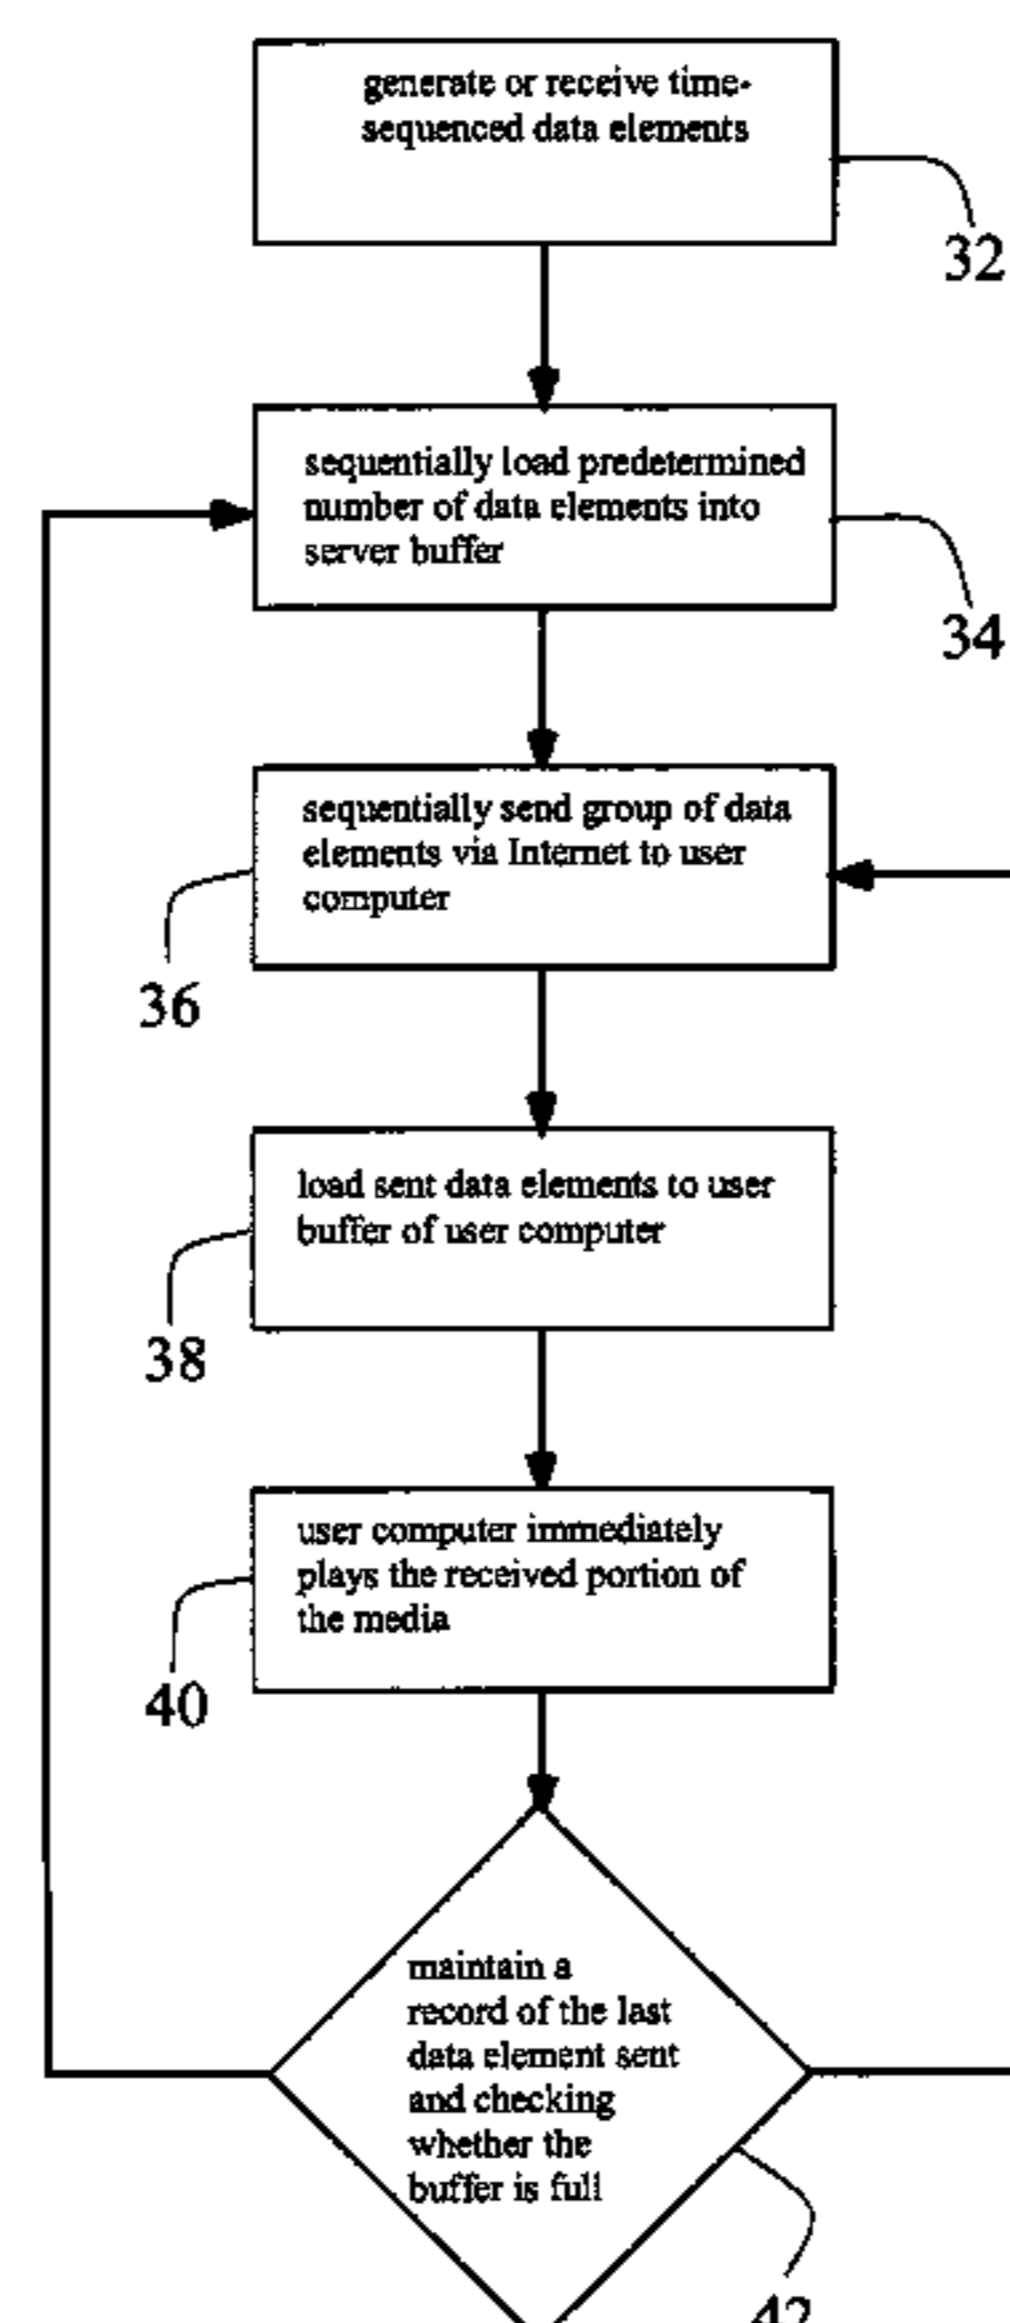 generate or receive time-
sequenced data elements
32
sequentially load predetermined
number of data elements into
server buffer
34
sequentially send group of data
elements via Internet to user
computer
36
load sent data elements to user
buffer of user computer
38
user computer immediately
plays the received portion of
the media
40
maintain a
record of the last
data element sent
and checking
whether the
buffer is full
42